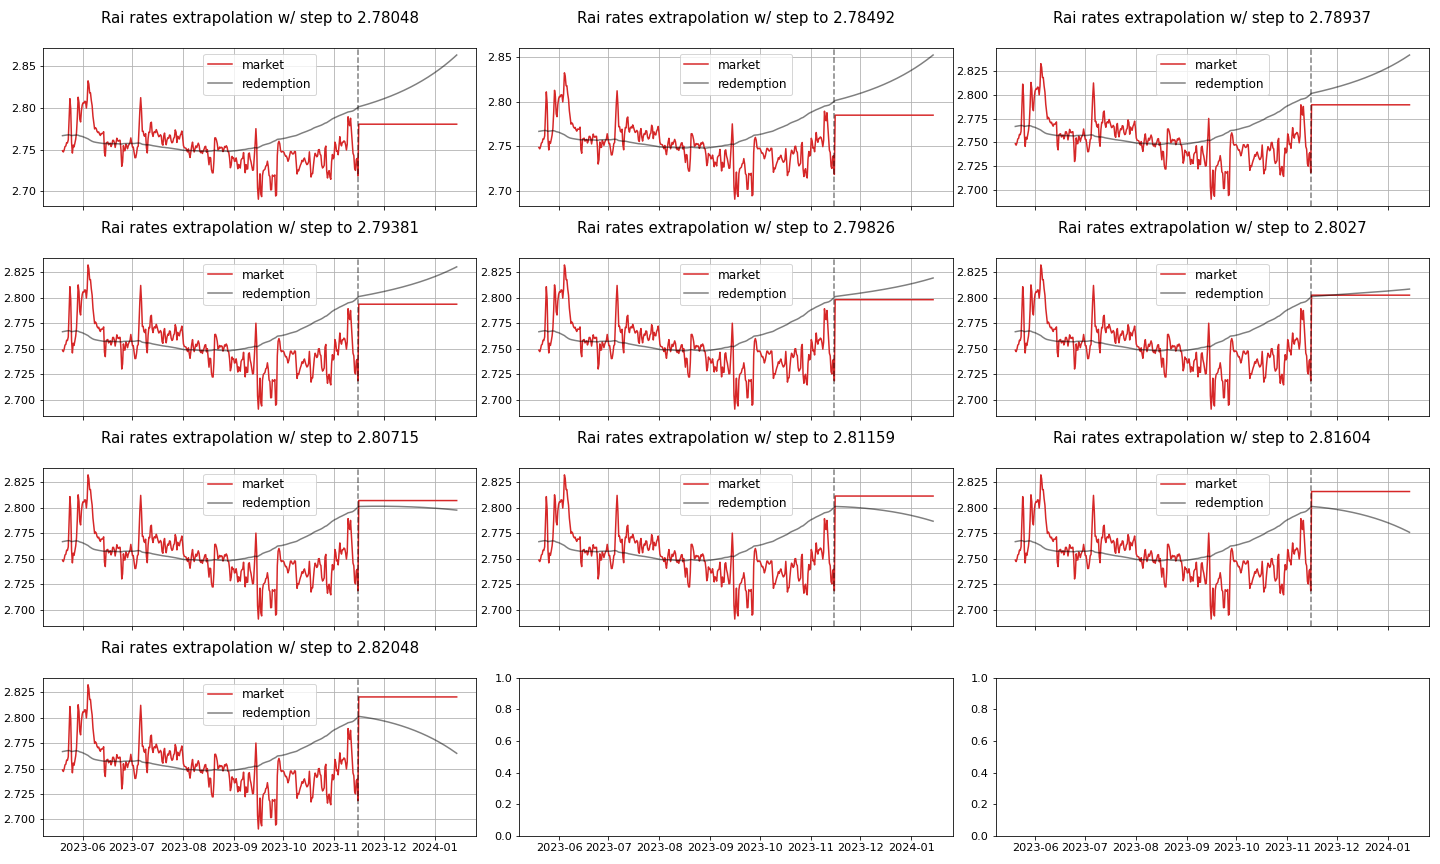 Rai rates extrapolation w/ step to 2.78048
Rai rates extrapolation w/ step to 2.78492
Rai rates extrapolation w/ step to 2.78937
2.85
2.80
2.75
2.70
market
redemption
2.85
2.80
2.75
2.70
market
redemption
2.825
2.800
2.775
2.750
2.725
2.700
market
redemption
Rai rates extrapolation w/ step to 2.79381
Rai rates extrapolation w/ step to 2.79826
Rai rates extrapolation w/ step to 2.8027
2.825
2.800
2.775
2.750
2.725
2.700
market
redemption
2.825
2.800
2.775
2.750
2.725
2.700
market
redemption
2.825
2.800
2.775
2.750
2.725
2.700
market
redemption
Rai rates extrapolation w/ step to 2.80715
Rai rates extrapolation w/ step to 2.81159
Rai rates extrapolation w/ step to 2.81604
2.825
2.800
2.775
2.750
2.725
2.700
market
redemption
2.825
2.800
2.775
2.750
2.725
2.700
market
redemption
2.825
2.800
2.775
2.750
2.725
2.700
market
redemption
Rai rates extrapolation w/ step to 2.82048
2.825
2.800
2.775
2.750
2.725
2.700
market
redemption
2023-06 2023-07 2023-08 2023-09 2023-10 2023-11 2023-12 2024-01
1.0
0.8
0.6
0.4
0.2
0.0
2023-06 2023-07 2023-08 2023-09 2023-10 2023-11 2023-12 2024-01
1.0
0.8
0.6
0.4
0.2
0.0
2023-06 2023-07 2023-08 2023-09 2023-10 2023-11 2023-12 2024-01